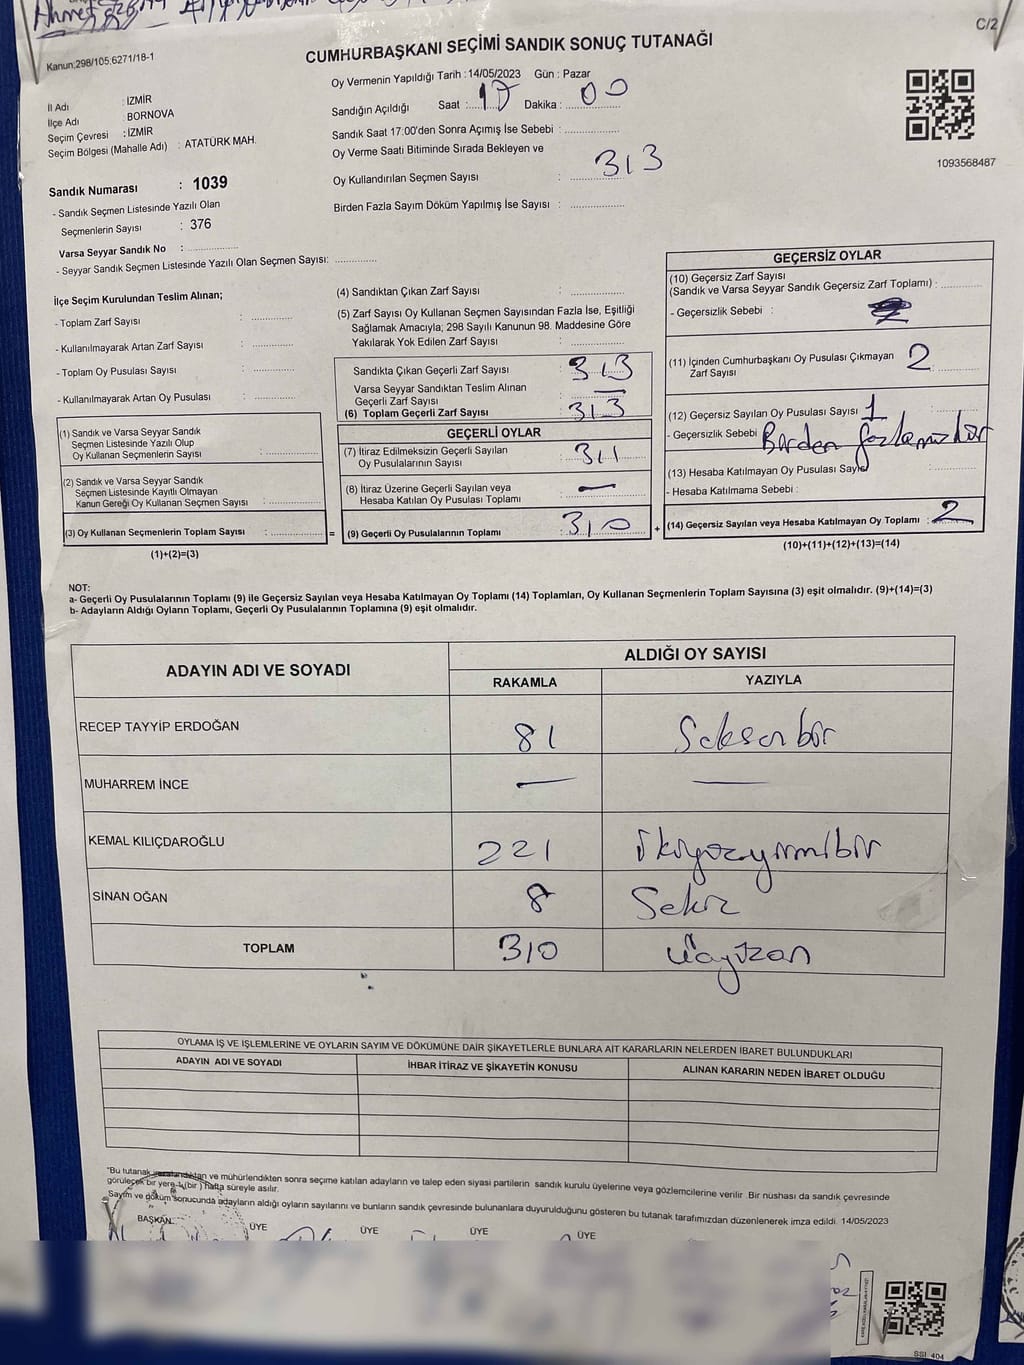 Ahmet
C/2
Kanun;298/105;6271/18-1
CUMHURBAŞKANI SEÇİMİ SANDIK SONUÇ TUTANAĞI
Oy Vermenin Yapıldığı Tarih : 14/05/2023 Gün : Pazar
İl Adı : İZMİR
İlçe Adı : BORNOVA
Seçim Çevresi : İZMİR
Seçim Bölgesi (Mahalle Adı) : ATATÜRK MAH.
Sandığın Açıldığı Saat : 17 Dakika : 00
Sandık Saat 17:00'den Sonra Açımış İse Sebebi :
Oy Verme Saati Bitiminde Sırada Bekleyen ve
Oy Kullandırılan Seçmen Sayısı : 313
Birden Fazla Sayım Döküm Yapılmış İse Sayısı :
1093568487
Sandık Numarası : 1039
- Sandık Seçmen Listesinde Yazılı Olan
Seçmenlerin Sayısı : 376
Varsa Seyyar Sandık No :
- Seyyar Sandık Seçmen Listesinde Yazılı Olan Seçmen Sayısı:
İlçe Seçim Kurulundan Teslim Alınan;
- Toplam Zarf Sayısı :
- Kullanılmayarak Artan Zarf Sayısı :
- Toplam Oy Pusulası Sayısı :
- Kullanılmayarak Artan Oy Pusulası :
(1) Sandık ve Varsa Seyyar Sandık
Seçmen Listesinde Yazılı Olup
Oy Kullanan Seçmenlerin Sayısı :
(2) Sandık ve Varsa Seyyar Sandık
Seçmen Listesinde Kayıtlı Olmayan
Kanun Gereği Oy Kullanan Seçmen Sayısı :
(3) Oy Kullanan Seçmenlerin Toplam Sayısı : =
(1)+(2)=(3)
(4) Sandıktan Çıkan Zarf Sayısı :
(5) Zarf Sayısı Oy Kullanan Seçmen Sayısından Fazla İse, Eşitliği
Sağlamak Amacıyla; 298 Sayılı Kanunun 98. Maddesine Göre
Yakılarak Yok Edilen Zarf Sayısı :
Sandıkta Çıkan Geçerli Zarf Sayısı : 313
Varsa Seyyar Sandıktan Teslim Alınan
Geçerli Zarf Sayısı : —
(6) Toplam Geçerli Zarf Sayısı : 313
GEÇERLİ OYLAR
(7) İtiraz Edilmeksizin Geçerli Sayılan
Oy Pusulalarının Sayısı : 311
(8) İtiraz Üzerine Geçerli Sayılan veya
Hesaba Katılan Oy Pusulası Toplamı : —
(9) Geçerli Oy Pusulalarının Toplamı : 310 +
GEÇERSİZ OYLAR
(10) Geçersiz Zarf Sayısı
(Sandık ve Varsa Seyyar Sandık Geçersiz Zarf Toplamı) :
- Geçersizlik Sebebi :
(11) İçinden Cumhurbaşkanı Oy Pusulası Çıkmayan 2
Zarf Sayısı :
(12) Geçersiz Sayılan Oy Pusulası Sayısı 1
- Geçersizlik Sebebi Birden fazla mühür
(13) Hesaba Katılmayan Oy Pusulası Sayısı
- Hesaba Katılmama Sebebi :
(14) Geçersiz Sayılan veya Hesaba Katılmayan Oy Toplamı : 2
(10)+(11)+(12)+(13)=(14)
NOT:
a- Geçerli Oy Pusulalarının Toplamı (9) ile Geçersiz Sayılan veya Hesaba Katılmayan Oy Toplamı (14) Toplamları, Oy Kullanan Seçmenlerin Toplam Sayısına (3) eşit olmalıdır. (9)+(14)=(3)
b- Adayların Aldığı Oyların Toplamı, Geçerli Oy Pusulalarının Toplamına (9) eşit olmalıdır.
ADAYIN ADI VE SOYADI ALDIĞI OY SAYISI
RAKAMLA YAZIYLA
RECEP TAYYİP ERDOĞAN 81 Seksenbir
MUHARREM İNCE — —
KEMAL KILIÇDAROĞLU 221 İkiyüzyirmibir
SİNAN OĞAN 8 Sekiz
TOPLAM 310 Üçyüzon
OYLAMA İŞ VE İŞLEMLERİNE VE OYLARIN SAYIM VE DÖKÜMÜNE DAİR ŞİKAYETLERLE BUNLARA AİT KARARLARIN NELERDEN İBARET BULUNDUKLARI
ADAYIN ADI VE SOYADI İHBAR İTİRAZ VE ŞİKAYETİN KONUSU ALINAN KARARIN NEDEN İBARET OLDUĞU
"Bu tutanak imzalandıktan ve mühürlendikten sonra seçime katılan adayların ve talep eden siyasi partilerin sandık kurulu üyelerine veya gözlemcilerine verilir. Bir nüshası da sandık çevresinde
görülecek bir yere 1 (bir ) hafta süreyle asılır.
Sayım ve döküm sonucunda adayların aldığı oyların sayılarını ve bunların sandık çevresinde bulunanlara duyurulduğunu gösteren bu tutanak tarafımızdan düzenlenerek imza edildi. 14/05/2023
BAŞKAN ÜYE ÜYE ÜYE ÜYE
SSİ 404